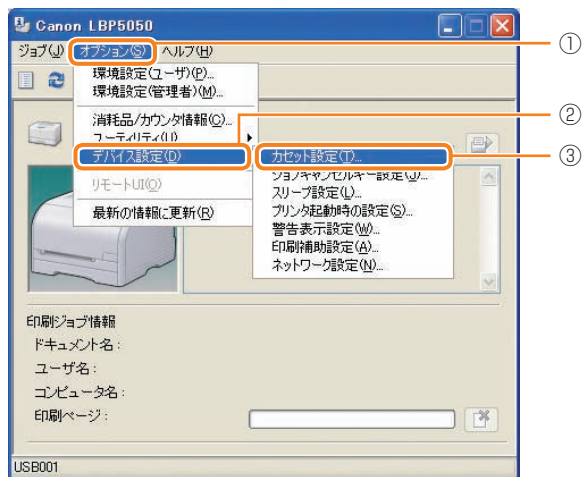 Canon LBP5050
ジョブ(J) オプション(S) ヘルプ(H)
①
環境設定(ユーザ)(P)...
環境設定(管理者)(M)...
消耗品/カウンタ情報(C)...
②
ユーティリティ(U)
デバイス設定(D)
カセット設定(T)...
③
ジョブキャンセルキー設定(J)...
リモートUI(O)
スリープ設定(L)...
最新の情報に更新(R)
プリンタ起動時の設定(S)...
警告表示設定(W)...
印刷補助設定(A)...
ネットワーク設定(N)...
印刷ジョブ情報
ドキュメント名:
ユーザ名:
コンピュータ名:
印刷ページ:
USB001